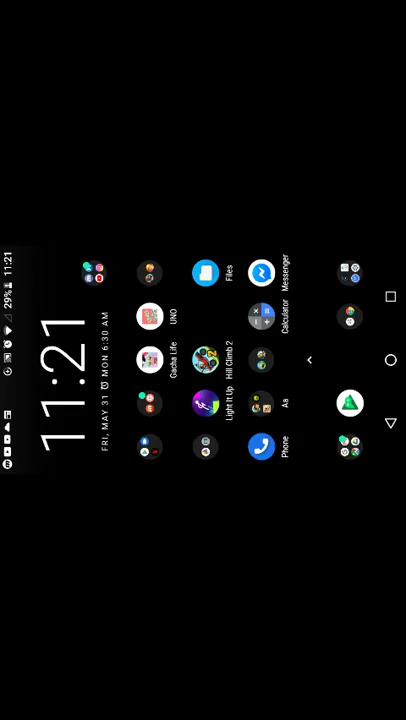 29% 11:21
11:21
FRI, MAY 31 MON 6:30 AM
Gacha Life UNO
Light It Up Hill Climb 2 Files
Phone Aa Calculator Messenger